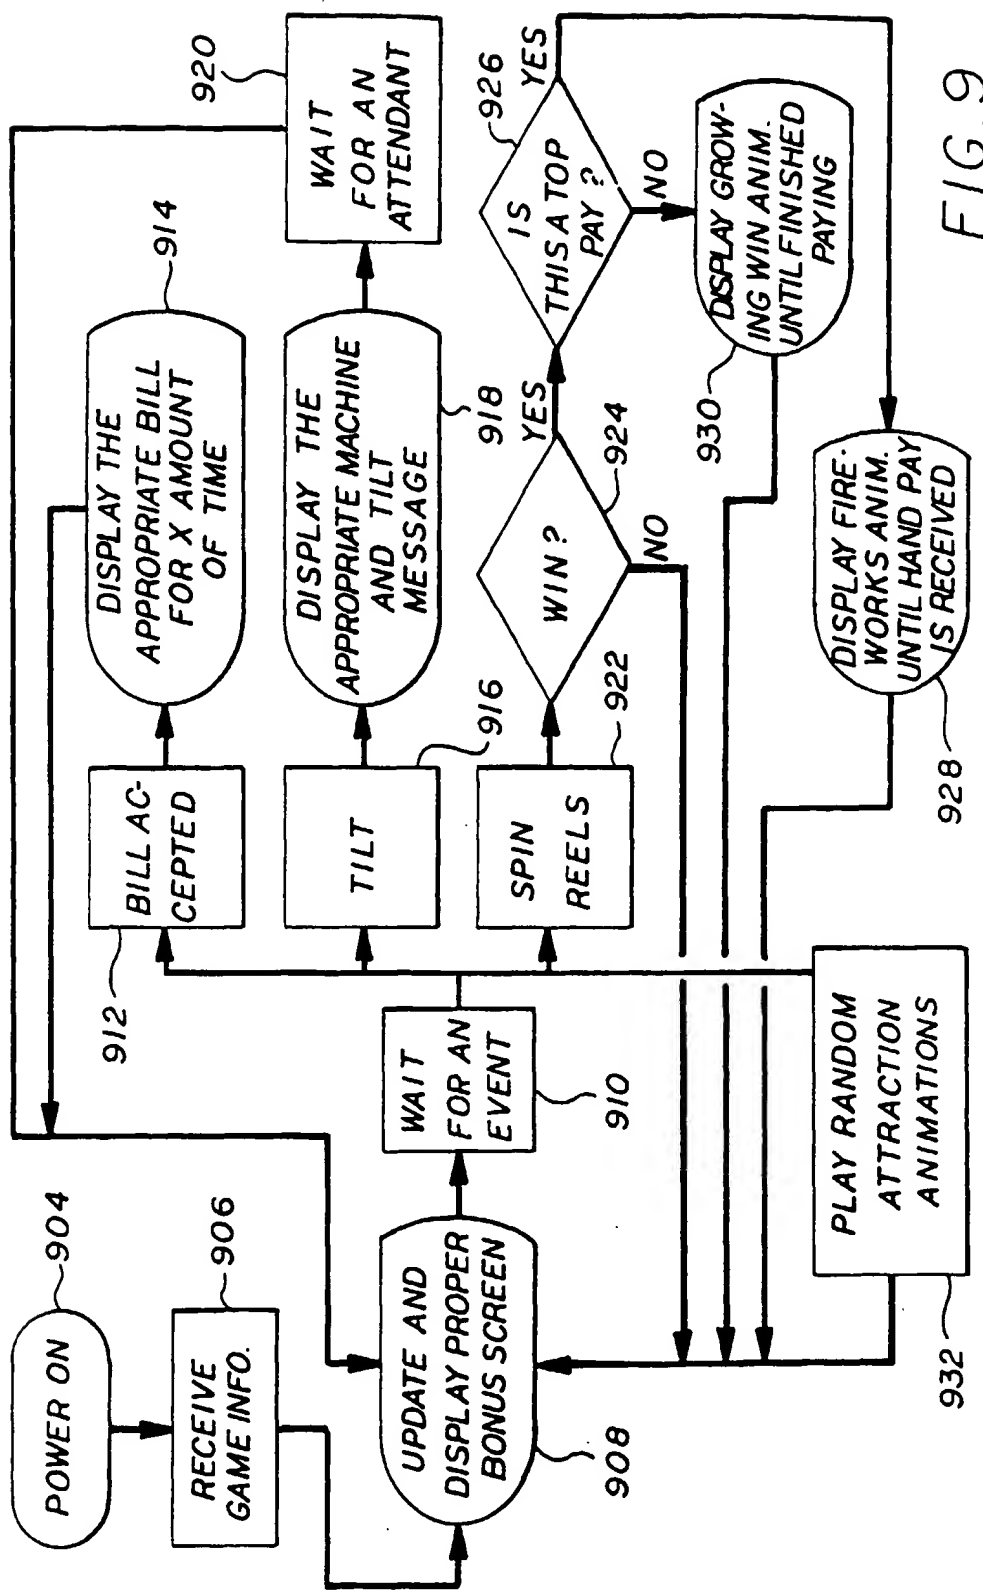 POWER ON
904
RECEIVE
GAME INFO.
906
UPDATE AND
DISPLAY PROPER
BONUS SCREEN
908
WAIT
FOR AN
EVENT
910
BILL AC-
CEPTED
912
DISPLAY THE
APPROPRIATE BILL
FOR X AMOUNT
OF TIME
914
TILT
916
DISPLAY THE
APPROPRIATE MACHINE
AND TILT
MESSAGE
918
WAIT
FOR AN
ATTENDANT
920
SPIN
REELS
922
WIN?
924
YES
NO
IS
THIS A TOP
PAY?
926
YES
NO
DISPLAY GROW-
ING WIN ANIM.
UNTIL FINISHED
PAYING
930
DISPLAY FIRE-
WORKS ANIM.
UNTIL HAND PAY
IS RECEIVED
928
PLAY RANDOM
ATTRACTION
ANIMATIONS
932
FIG. 9